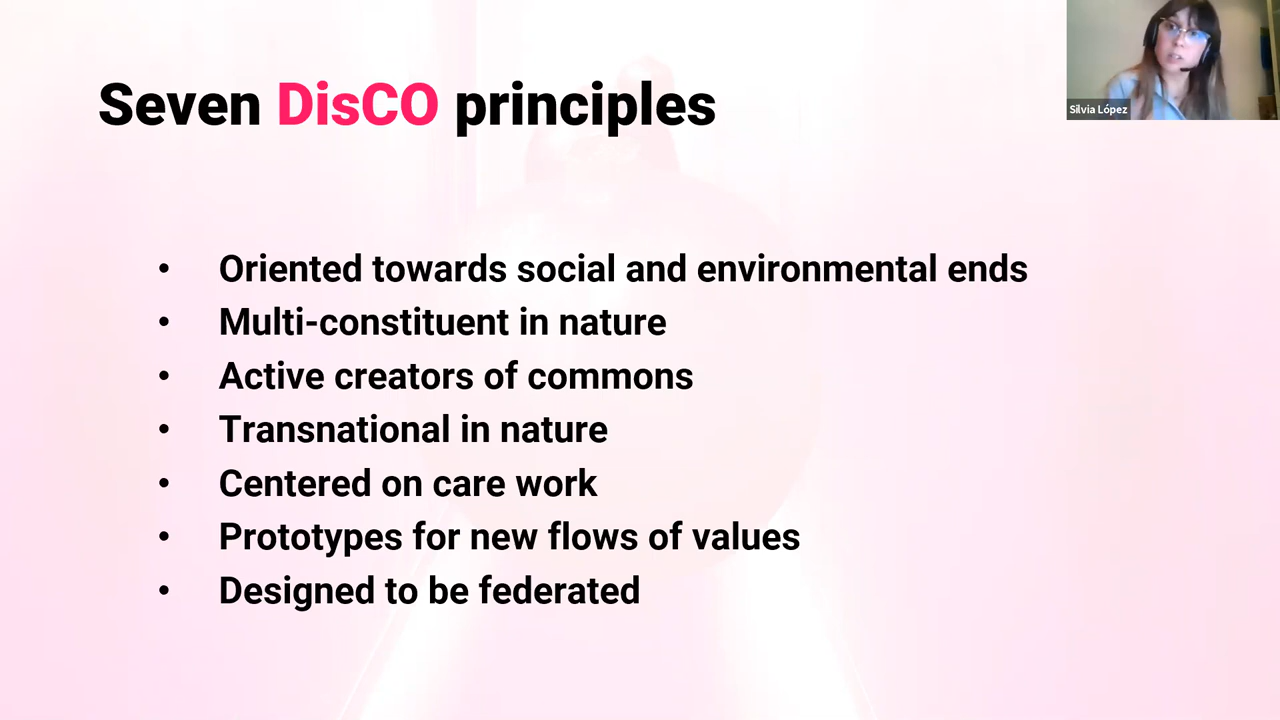 Seven DisCO principles
Silvia López
• Oriented towards social and environmental ends
• Multi-constituent in nature
• Active creators of commons
• Transnational in nature
• Centered on care work
• Prototypes for new flows of values
• Designed to be federated